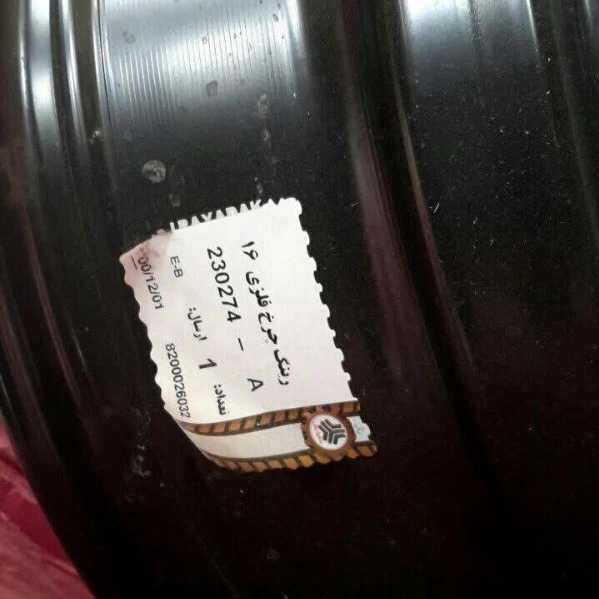 رینگ چرخ فلزی ۱۶
230274 – A
ارسال: تعداد: 1
E-B
00/12/01 8200026032